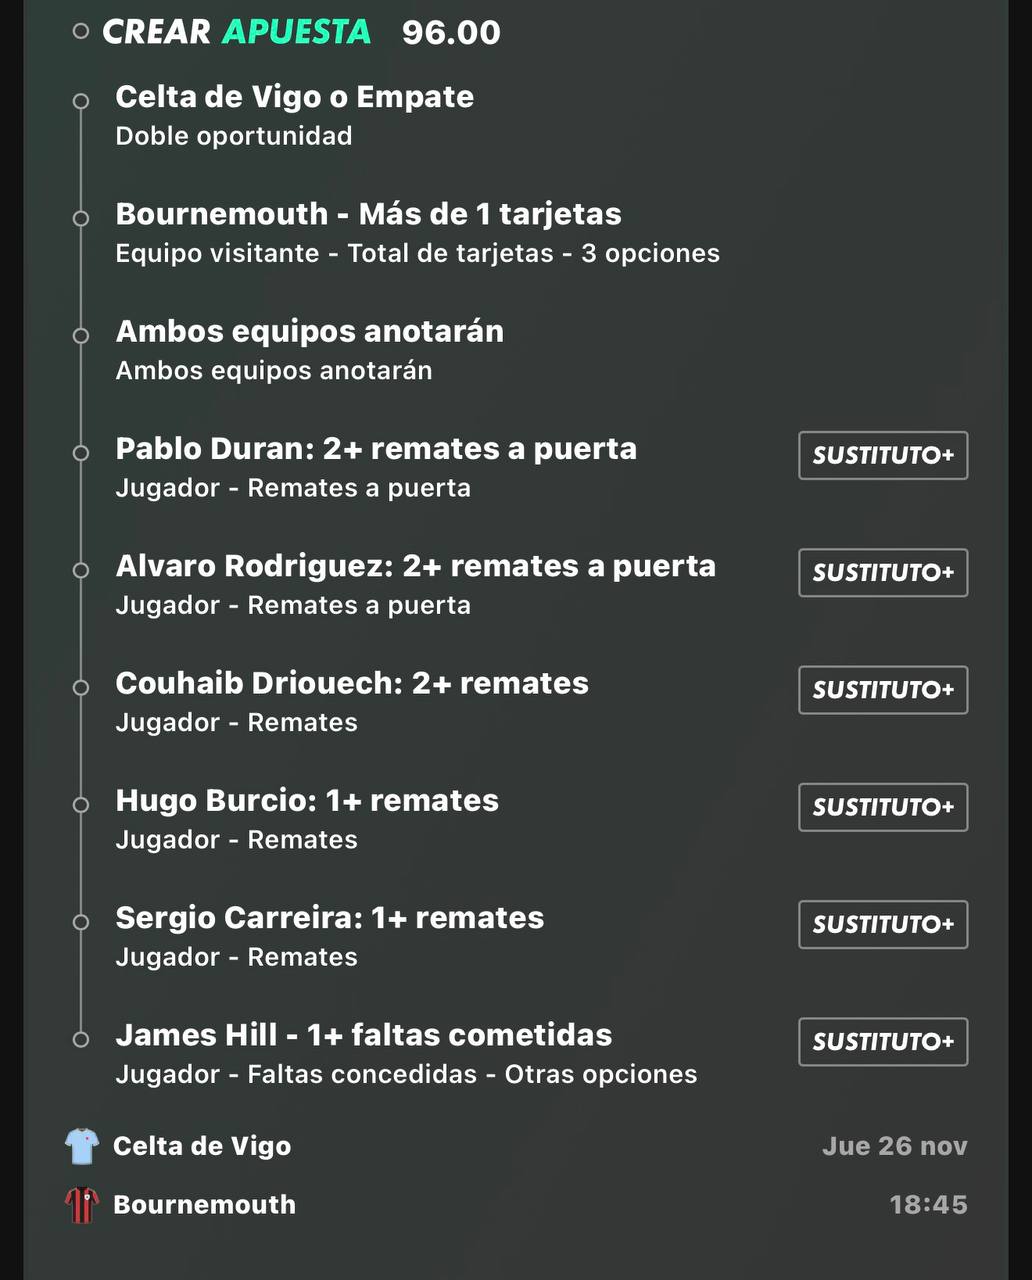 CREAR APUESTA 96.00
Celta de Vigo o Empate
Doble oportunidad
Bournemouth - Más de 1 tarjetas
Equipo visitante - Total de tarjetas - 3 opciones
Ambos equipos anotarán
Ambos equipos anotarán
Pablo Duran: 2+ remates a puerta
SUSTITUTO+
Jugador - Remates a puerta
Alvaro Rodriguez: 2+ remates a puerta
SUSTITUTO+
Jugador - Remates a puerta
Couhaib Driouech: 2+ remates
SUSTITUTO+
Jugador - Remates
Hugo Burcio: 1+ remates
SUSTITUTO+
Jugador - Remates
Sergio Carreira: 1+ remates
SUSTITUTO+
Jugador - Remates
James Hill - 1+ faltas cometidas
SUSTITUTO+
Jugador - Faltas concedidas - Otras opciones
Celta de Vigo
Jue 26 nov
Bournemouth
18:45